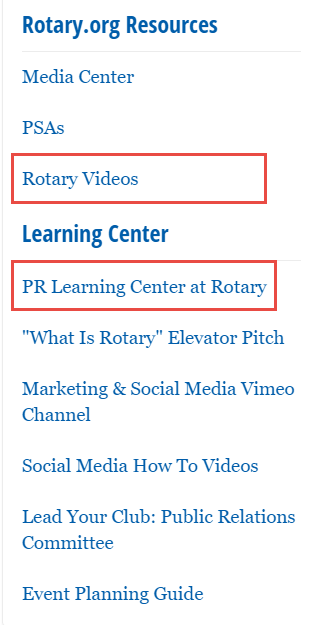 Rotary.org Resources
Media Center
PSAs
Rotary Videos
Learning Center
PR Learning Center at Rotary
"What Is Rotary" Elevator Pitch
Marketing & Social Media Vimeo
Channel
Social Media How To Videos
Lead Your Club: Public Relations
Committee
Event Planning Guide